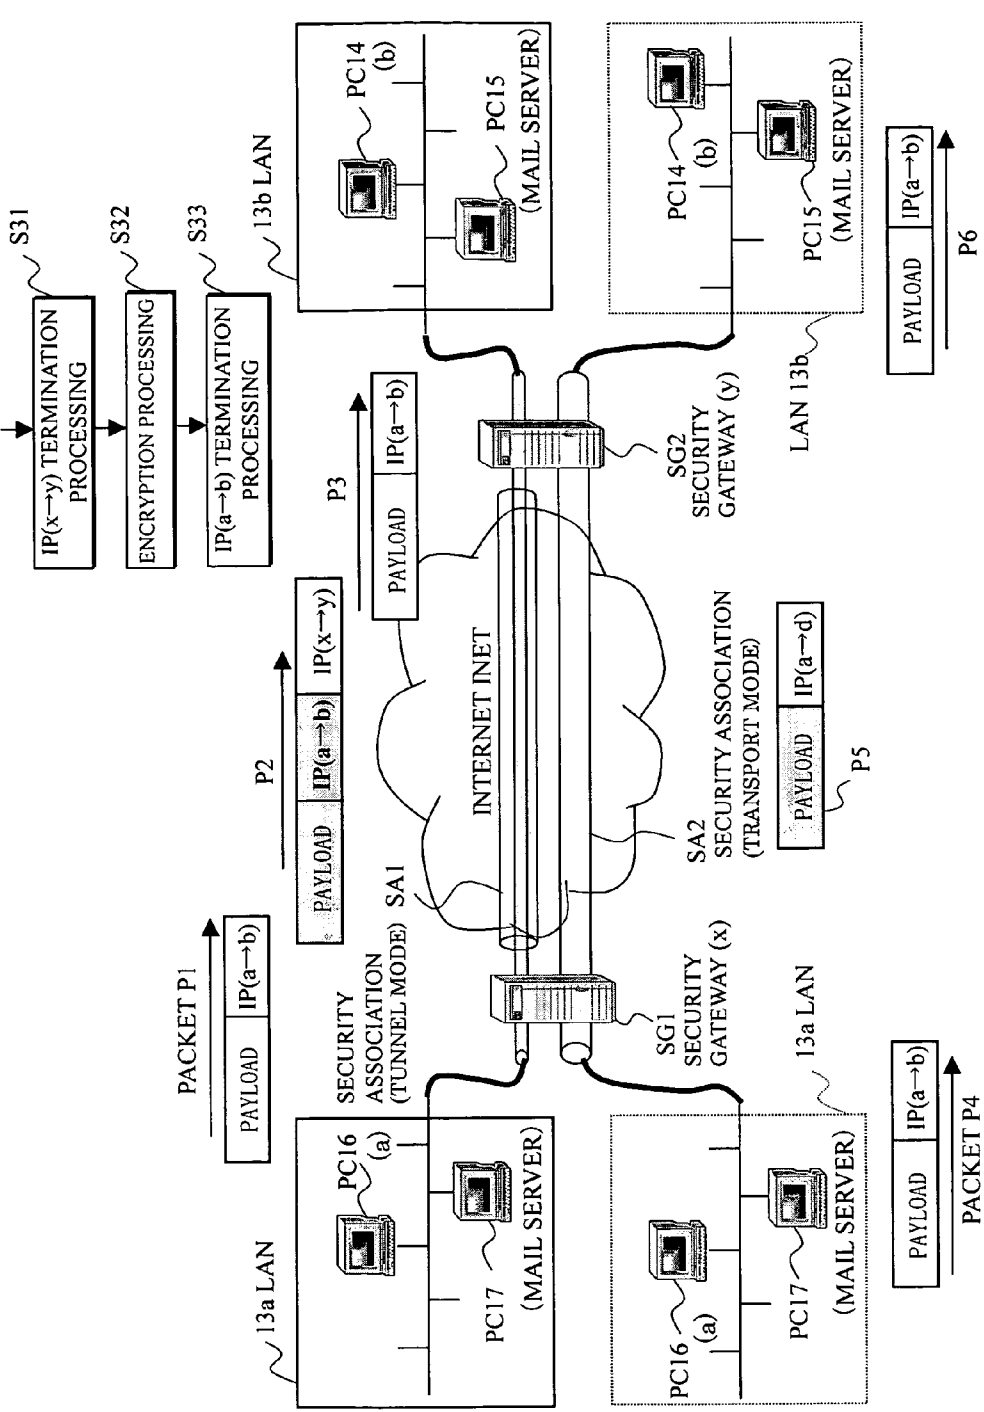 S31
IP(x→y) TERMINATION
PROCESSING
S32
ENCRYPTION PROCESSING
S33
IP(a→b) TERMINATION
PROCESSING
PACKET P1
PAYLOAD IP(a→b)
P2
PAYLOAD IP(a→b) IP(x→y)
P3
PAYLOAD IP(a→b)
13a LAN
PC16
(a)
PC17
(MAIL SERVER)
SECURITY
ASSOCIATION
(TUNNEL MODE)
SA1
INTERNET INET
13b LAN
PC14
(b)
PC15
(MAIL SERVER)
SG1
SECURITY
GATEWAY (x)
SA2
SECURITY ASSOCIATION
(TRANSPORT MODE)
SG2
SECURITY
GATEWAY (y)
13a LAN
PC16
(a)
PC17
(MAIL SERVER)
LAN 13b
PC14
(b)
PC15
(MAIL SERVER)
PAYLOAD IP(a→b)
PACKET P4
PAYLOAD IP(a→d)
P5
PAYLOAD IP(a→b)
P6